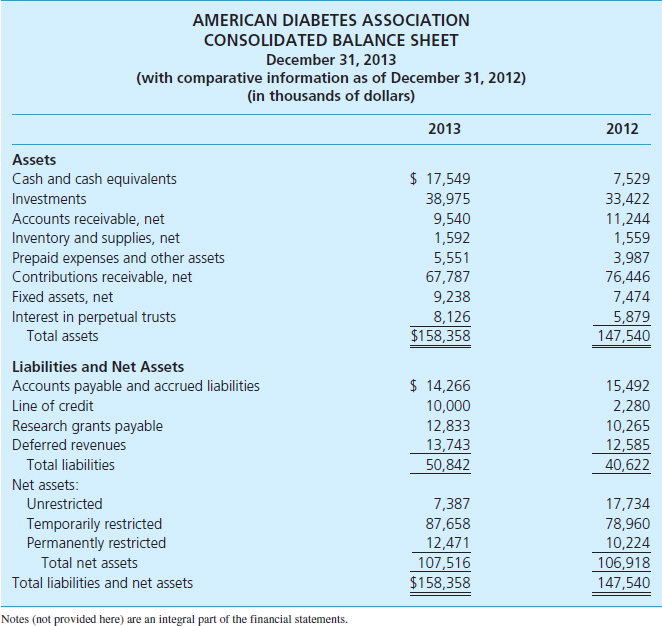 AMERICAN DIABETES ASSOCIATION
CONSOLIDATED BALANCE SHEET
December 31, 2013
(with comparative information as of December 31, 2012)
(in thousands of dollars)
2013 2012
Assets
Cash and cash equivalents $ 17,549 7,529
Investments 38,975 33,422
Accounts receivable, net 9,540 11,244
Inventory and supplies, net 1,592 1,559
Prepaid expenses and other assets 5,551 3,987
Contributions receivable, net 67,787 76,446
Fixed assets, net 9,238 7,474
Interest in perpetual trusts 8,126 5,879
Total assets $158,358 147,540
Liabilities and Net Assets
Accounts payable and accrued liabilities $ 14,266 15,492
Line of credit 10,000 2,280
Research grants payable 12,833 10,265
Deferred revenues 13,743 12,585
Total liabilities 50,842 40,622
Net assets:
Unrestricted 7,387 17,734
Temporarily restricted 87,658 78,960
Permanently restricted 12,471 10,224
Total net assets 107,516 106,918
Total liabilities and net assets $158,358 147,540
Notes (not provided here) are an integral part of the financial statements.